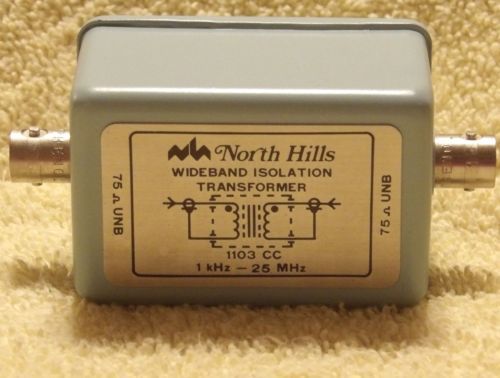 North Hills
WIDEBAND ISOLATION
TRANSFORMER
75 Ω UNB
75 Ω UNB
1103 CC
1 kHz – 25 MHz